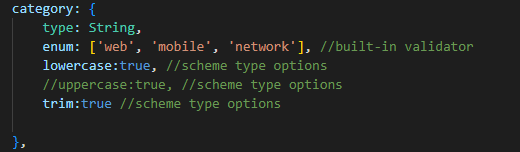 category: {
type: String,
enum: ['web', 'mobile', 'network'], //built-in validator
lowercase:true, //scheme type options
//uppercase:true, //scheme type options
trim:true //scheme type options
},